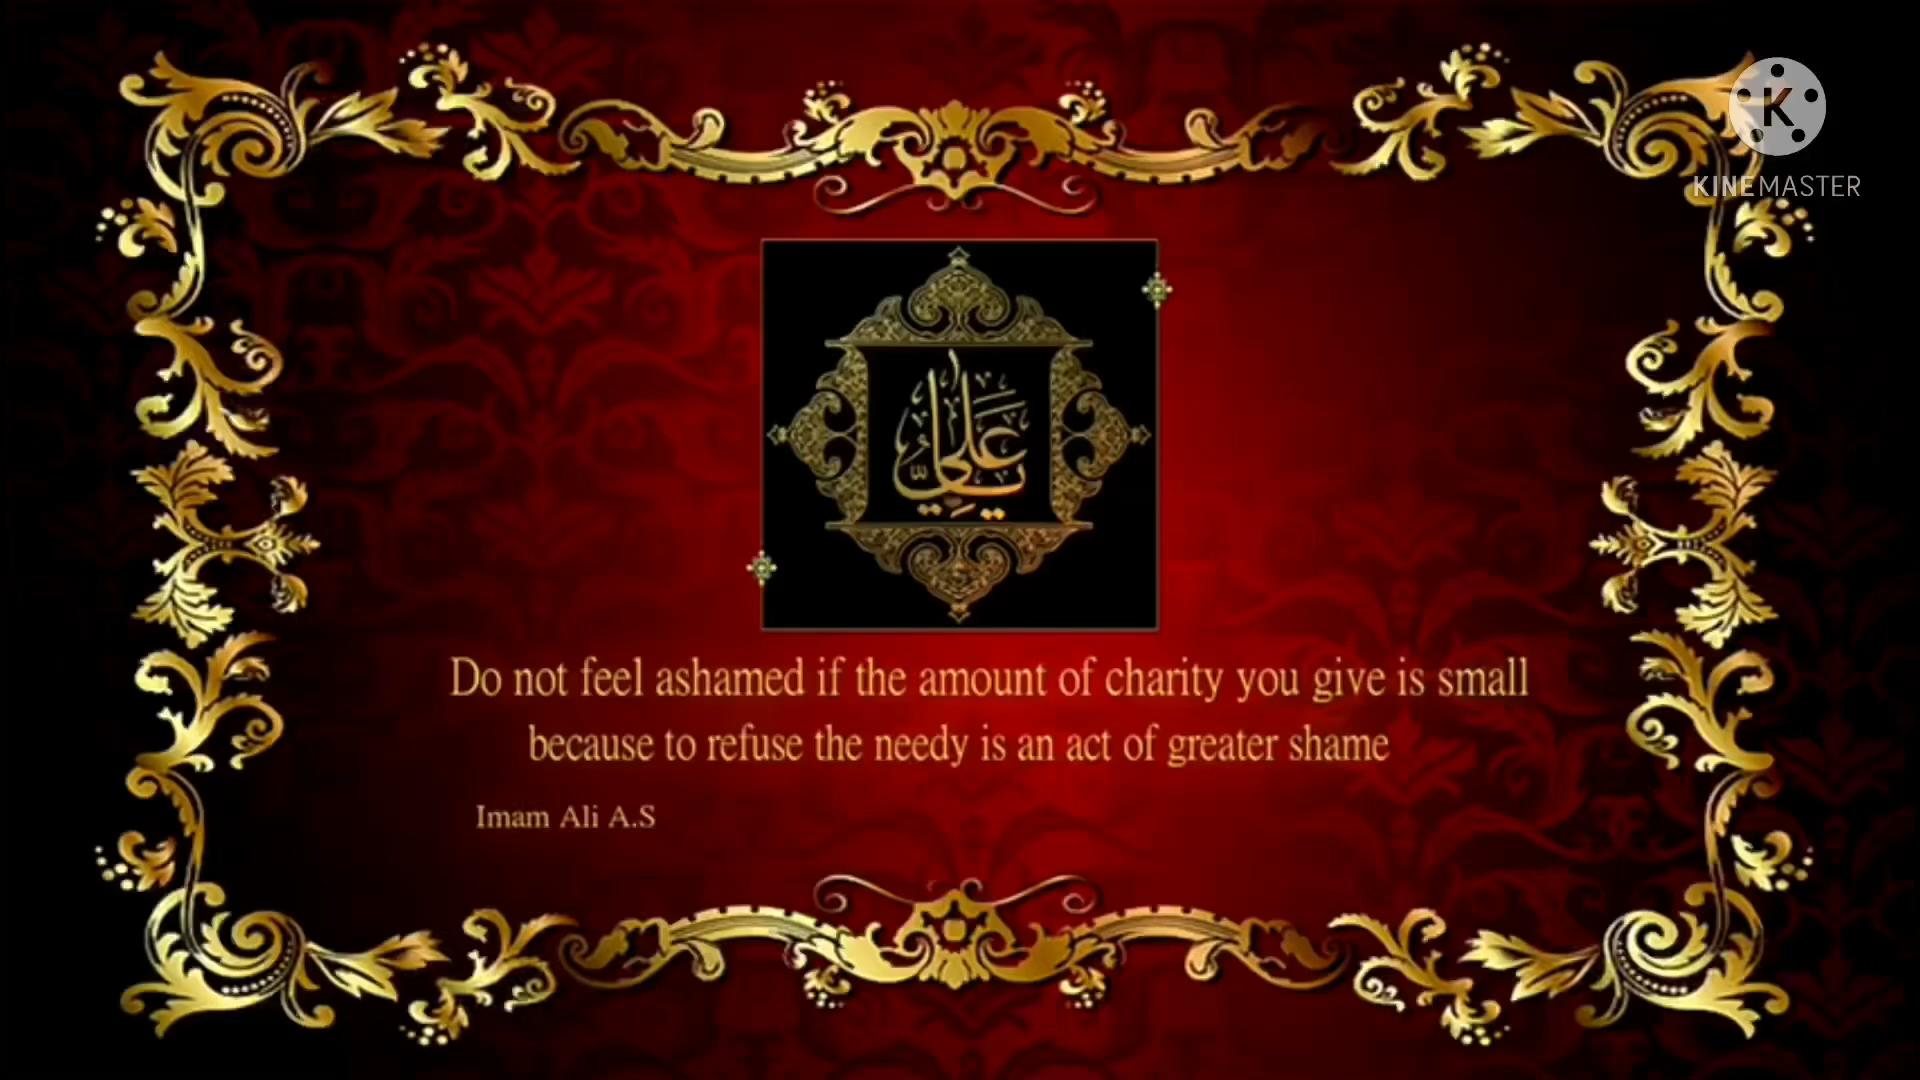 KINEMASTER
يا علي
Do not feel ashamed if the amount of charity you give is small
because to refuse the needy is an act of greater shame
Imam Ali A.S